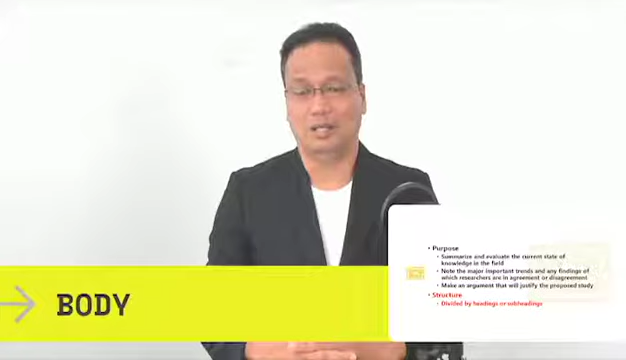 BODY
• Purpose
• Summarize and evaluate the current state of
knowledge in the field
• Note the major important trends and any findings of
which researchers are in agreement or disagreement
• Make an argument that will justify the proposed study
• Structure
• Divided by headings or subheadings